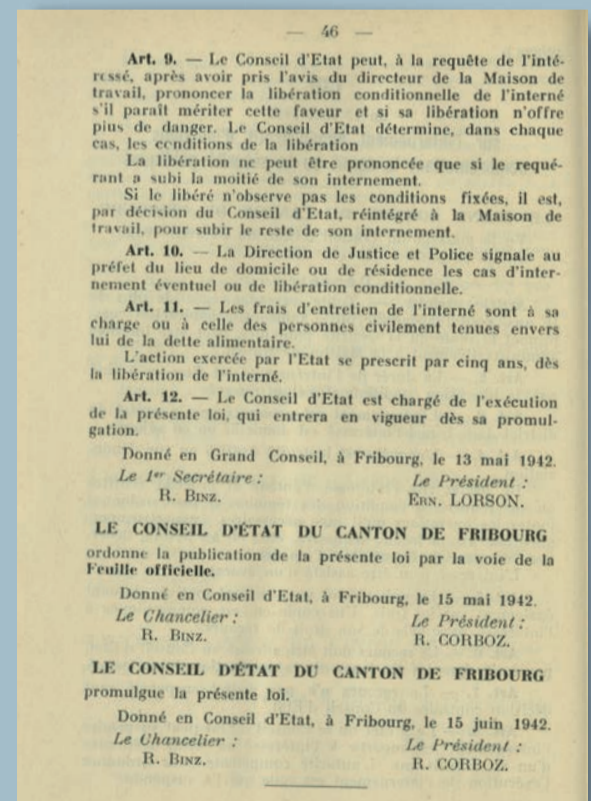 — 46 —
Art. 9. — Le Conseil d'Etat peut, à la requête de l'inté-
ressé, après avoir pris l'avis du directeur de la Maison de
travail, prononcer la libération conditionnelle de l'interné
s'il paraît mériter cette faveur et si sa libération n'offre
plus de danger. Le Conseil d'Etat détermine, dans chaque
cas, les conditions de la libération
La libération ne peut être prononcée que si le requé-
rant a subi la moitié de son internement.
Si le libéré n'observe pas les conditions fixées, il est,
par décision du Conseil d'Etat, réintégré à la Maison de
travail, pour subir le reste de son internement.
Art. 10. — La Direction de Justice et Police signale au
préfet du lieu de domicile ou de résidence les cas d'inter-
nement éventuel ou de libération conditionnelle.
Art. 11. — Les frais d'entretien de l'interné sont à sa
charge ou à celle des personnes civilement tenues envers
lui de la dette alimentaire.
L'action exercée par l'Etat se prescrit par cinq ans, dès
la libération de l'interné.
Art. 12. — Le Conseil d'Etat est chargé de l'exécution
de la présente loi, qui entrera en vigueur dès sa promul-
gation.
Donné en Grand Conseil, à Fribourg, le 13 mai 1942.
Le 1er Secrétaire : Le Président :
R. BINZ. ERN. LORSON.
LE CONSEIL D'ÉTAT DU CANTON DE FRIBOURG
ordonne la publication de la présente loi par la voie de la
Feuille officielle.
Donné en Conseil d'Etat, à Fribourg, le 15 mai 1942.
Le Chancelier : Le Président :
R. BINZ. R. CORBOZ.
LE CONSEIL D'ÉTAT DU CANTON DE FRIBOURG
promulgue la présente loi.
Donné en Conseil d'Etat, à Fribourg, le 15 juin 1942.
Le Chancelier : Le Président :
R. BINZ. R. CORBOZ.